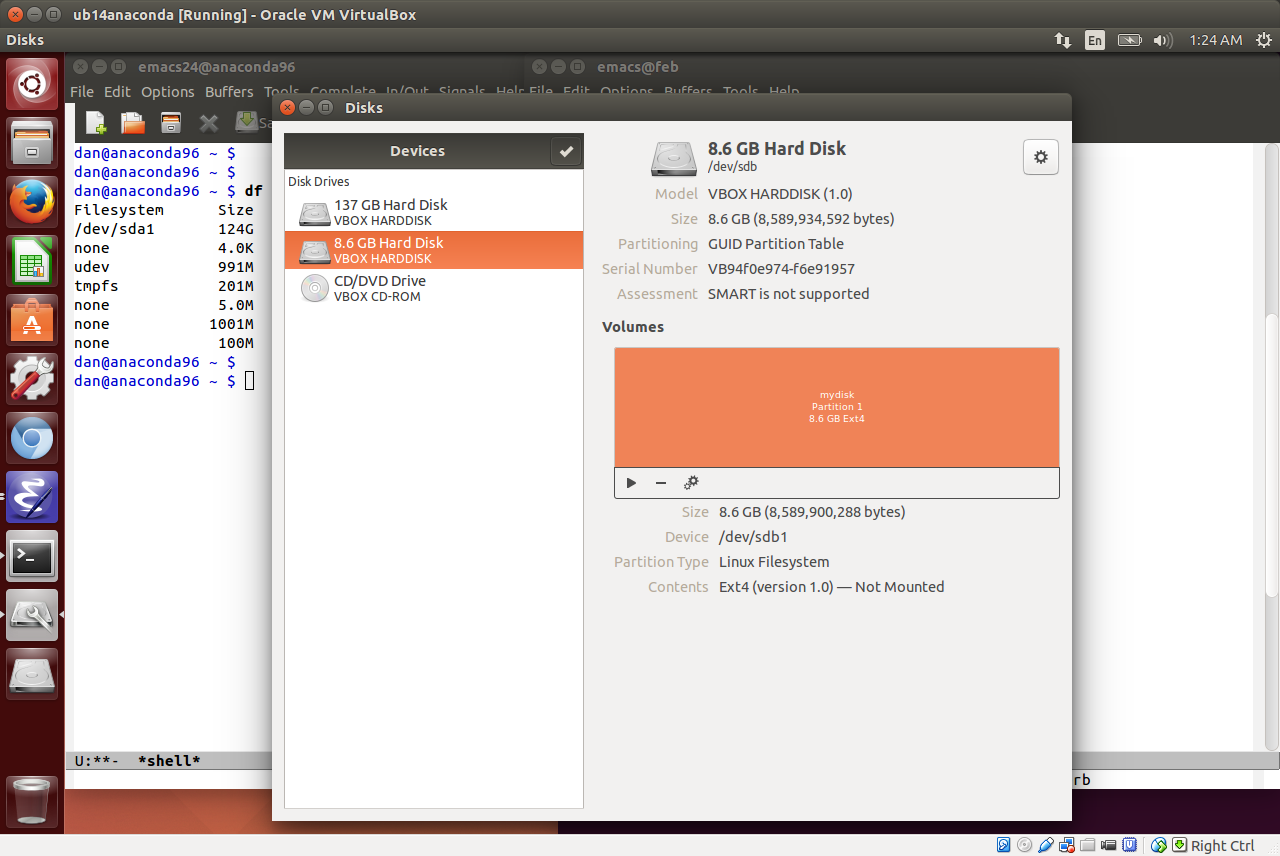 ub14anaconda [Running] - Oracle VM VirtualBox
Disks
En
1:24 AM
emacs24@anaconda96
emacs@feb
File Edit Options Buffers Tools Complete In/Out Signals Help
File Edit Options Buffers Tools Help
Disks
dan@anaconda96 ~ $
dan@anaconda96 ~ $
dan@anaconda96 ~ $ df
Filesystem Size
/dev/sda1 124G
none 4.0K
udev 991M
tmpfs 201M
none 5.0M
none 1001M
none 100M
dan@anaconda96 ~ $
dan@anaconda96 ~ $
U:**- *shell*
Devices
Disk Drives
137 GB Hard Disk
VBOX HARDDISK
8.6 GB Hard Disk
VBOX HARDDISK
CD/DVD Drive
VBOX CD-ROM
8.6 GB Hard Disk
/dev/sdb
Model VBOX HARDDISK (1.0)
Size 8.6 GB (8,589,934,592 bytes)
Partitioning GUID Partition Table
Serial Number VB94f0e974-f6e91957
Assessment SMART is not supported
Volumes
mydisk
Partition 1
8.6 GB Ext4
Size 8.6 GB (8,589,900,288 bytes)
Device /dev/sdb1
Partition Type Linux Filesystem
Contents Ext4 (version 1.0) — Not Mounted
rb
Right Ctrl